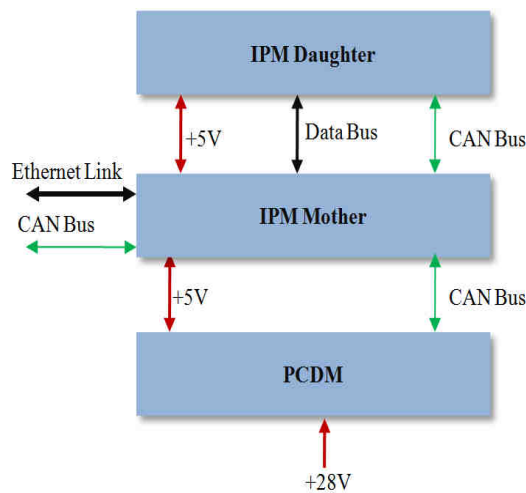 IPM Daughter
+5V
Data Bus
CAN Bus
Ethernet Link
CAN Bus
IPM Mother
+5V
CAN Bus
PCDM
+28V